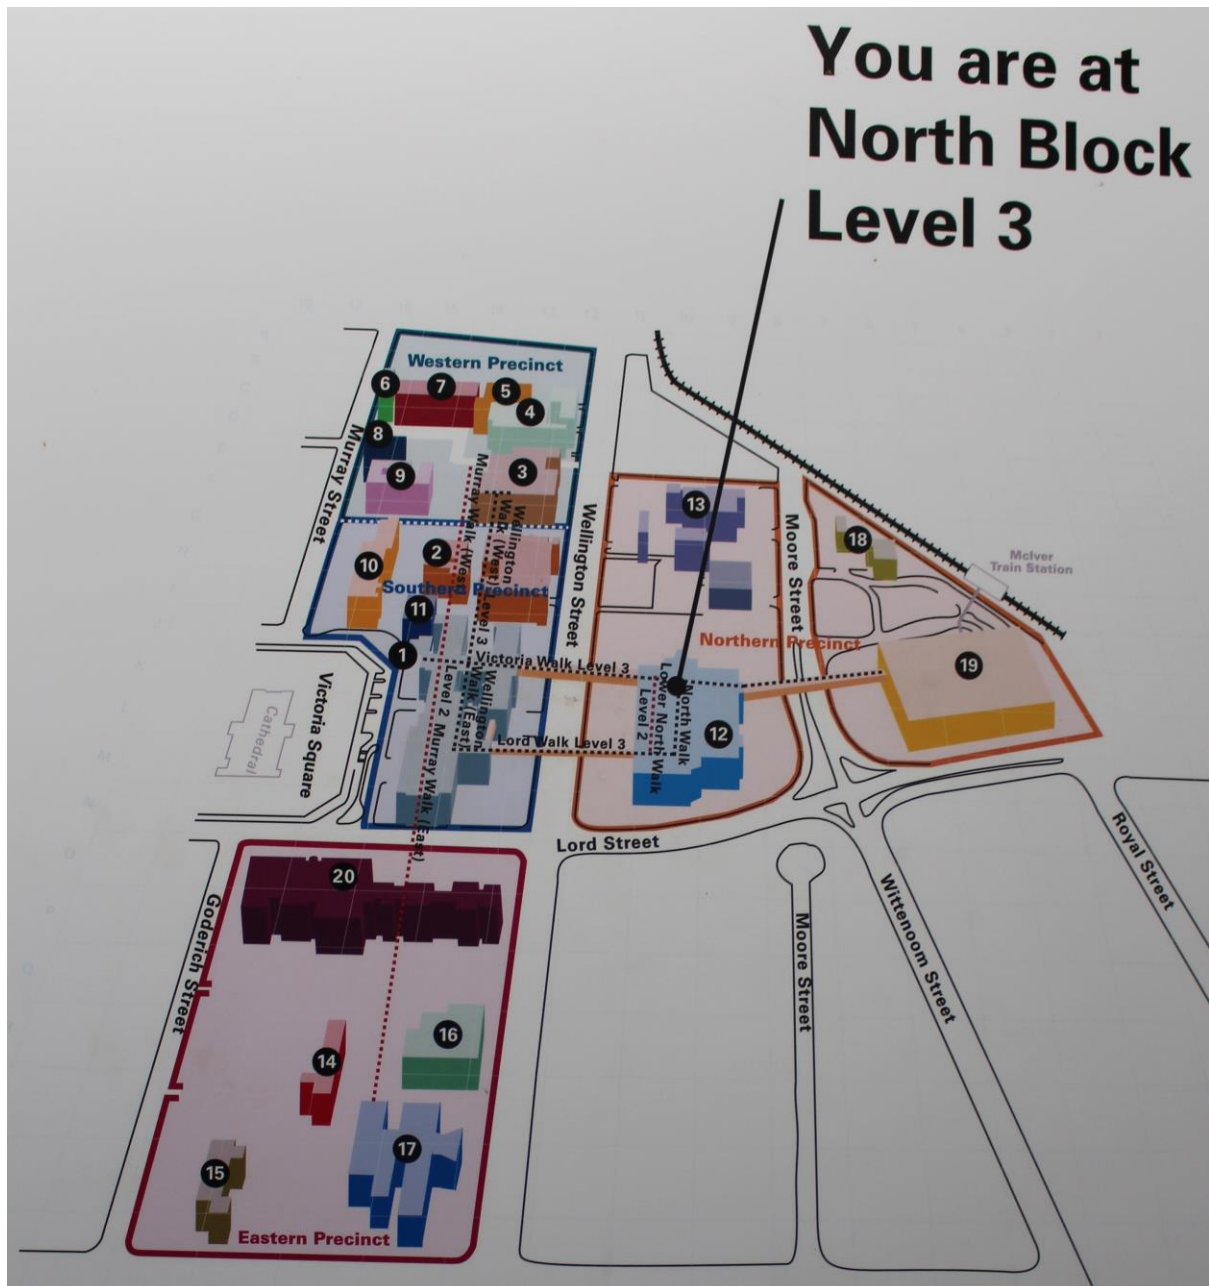 You are at
North Block
Level 3
Western Precinct
6
7
5
4
8
9
3
Murray Street
Murray Walk (West)
Wellington
Walk (West) Level 3
Wellington Street
10
2
Southern Precinct
11
1
13
Moore Street
18
McIver
Train Station
Northern Precinct
19
Victoria Walk Level 3
Victoria Square
Cathedral
Level 2 Murray Walk (East)
Wellington
Walk (East)
Lord Walk Level 3
North Walk
Lower North Walk
Level 2
12
Lord Street
Royal Street
Wittenoom Street
Moore Street
Goderich Street
20
16
14
17
15
Eastern Precinct